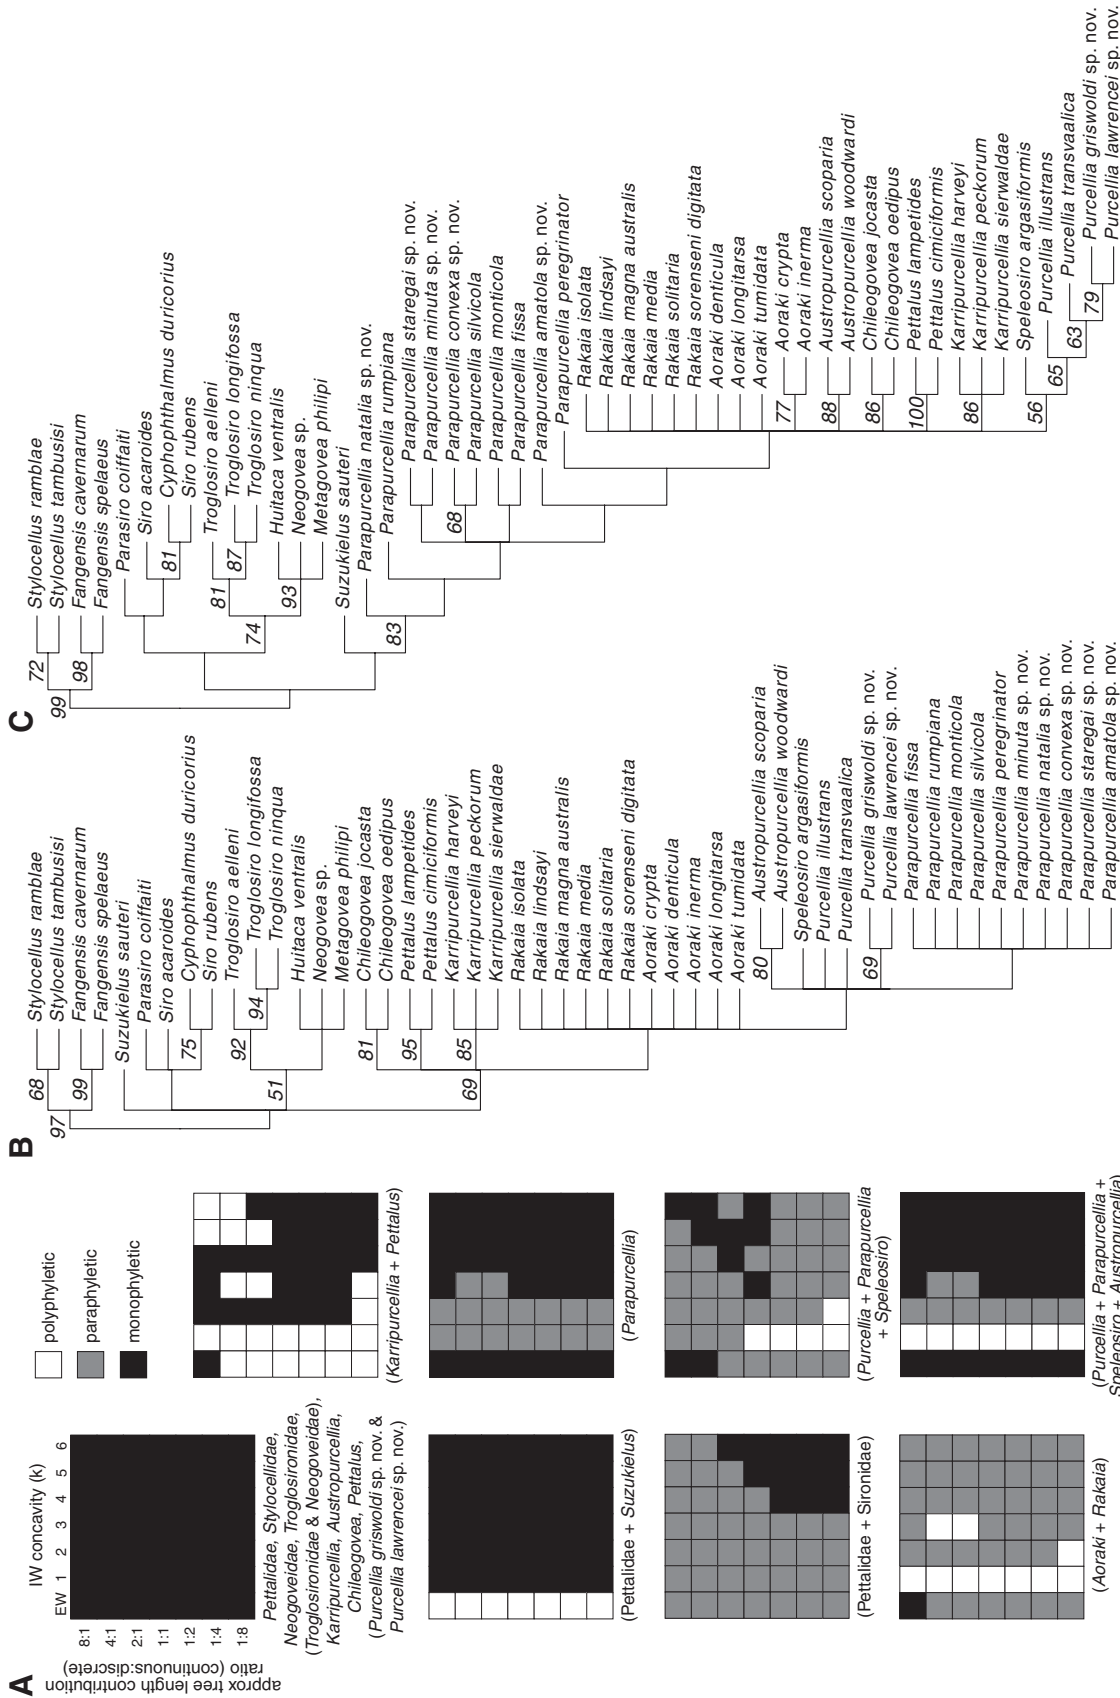 A
approx tree length contribution
ratio (continuous:discrete)
IW concavity (k)
EW 1 2 3 4 5 6
8:1
4:1
2:1
1:1
1:2
1:4
1:8
Pettalidae, Stylocellidae,
Neogoveidae, Troglosironidae,
(Troglosironidae & Neogoveidae),
Karripurcellia, Austropurcellia,
Chileogovea, Pettalus,
(Purcellia griswoldi sp. nov. &
Purcellia lawrencei sp. nov.)
polyphyletic
paraphyletic
monophyletic
(Karripurcellia + Pettalus)
(Pettalidae + Suzukielus)
(Parapurcellia)
(Pettalidae + Sironidae)
(Purcellia + Parapurcellia
+ Speleosiro)
(Aoraki + Rakaia)
(Purcellia + Parapurcellia +
Speleosiro + Austropurcellia)
B
Stylocellus ramblae
Stylocellus tambusisi
Fangensis cavernarum
Fangensis spelaeus
Suzukielus sauteri
Parasiro coiffaiti
Siro acaroides
Cyphophthalmus duricorius
Siro rubens
Troglosiro aelleni
Troglosiro longifossa
Troglosiro ninqua
Huitaca ventralis
Neogovea sp.
Metagovea philipi
Chileogovea jocasta
Chileogovea oedipus
Pettalus lampetides
Pettalus cimiciformis
Karripurcellia harveyi
Karripurcellia peckorum
Karripurcellia sierwaldae
Rakaia isolata
Rakaia lindsayi
Rakaia magna australis
Rakaia media
Rakaia solitaria
Rakaia sorenseni digitata
Aoraki crypta
Aoraki denticula
Aoraki inerma
Aoraki longitarsa
Aoraki tumidata
Austropurcellia scoparia
Austropurcellia woodwardi
Speleosiro argasiformis
Purcellia illustrans
Purcellia transvaalica
Purcellia griswoldi sp. nov.
Purcellia lawrencei sp. nov.
Parapurcellia fissa
Parapurcellia rumpiana
Parapurcellia monticola
Parapurcellia silvicola
Parapurcellia peregrinator
Parapurcellia minuta sp. nov.
Parapurcellia natalia sp. nov.
Parapurcellia convexa sp. nov.
Parapurcellia staregai sp. nov.
Parapurcellia amatola sp. nov.
97
68
99
75
92
94
51
81
95
85
69
80
69
C
Stylocellus ramblae
Stylocellus tambusisi
Fangensis cavernarum
Fangensis spelaeus
Parasiro coiffaiti
Siro acaroides
Cyphophthalmus duricorius
Siro rubens
Troglosiro aelleni
Troglosiro longifossa
Troglosiro ninqua
Huitaca ventralis
Neogovea sp.
Metagovea philipi
Suzukielus sauteri
Parapurcellia natalia sp. nov.
Parapurcellia rumpiana
Parapurcellia staregai sp. nov.
Parapurcellia minuta sp. nov.
Parapurcellia convexa sp. nov.
Parapurcellia silvicola
Parapurcellia monticola
Parapurcellia fissa
Parapurcellia amatola sp. nov.
Parapurcellia peregrinator
Rakaia isolata
Rakaia lindsayi
Rakaia magna australis
Rakaia media
Rakaia solitaria
Rakaia sorenseni digitata
Aoraki denticula
Aoraki longitarsa
Aoraki tumidata
Aoraki crypta
Aoraki inerma
Austropurcellia scoparia
Austropurcellia woodwardi
Chileogovea jocasta
Chileogovea oedipus
Pettalus lampetides
Pettalus cimiciformis
Karripurcellia harveyi
Karripurcellia peckorum
Karripurcellia sierwaldae
Speleosiro argasiformis
Purcellia illustrans
Purcellia transvaalica
Purcellia griswoldi sp. nov.
Purcellia lawrencei sp. nov.
99
72
98
81
81
87
74
93
83
68
77
88
86
100
86
56
65
63
79